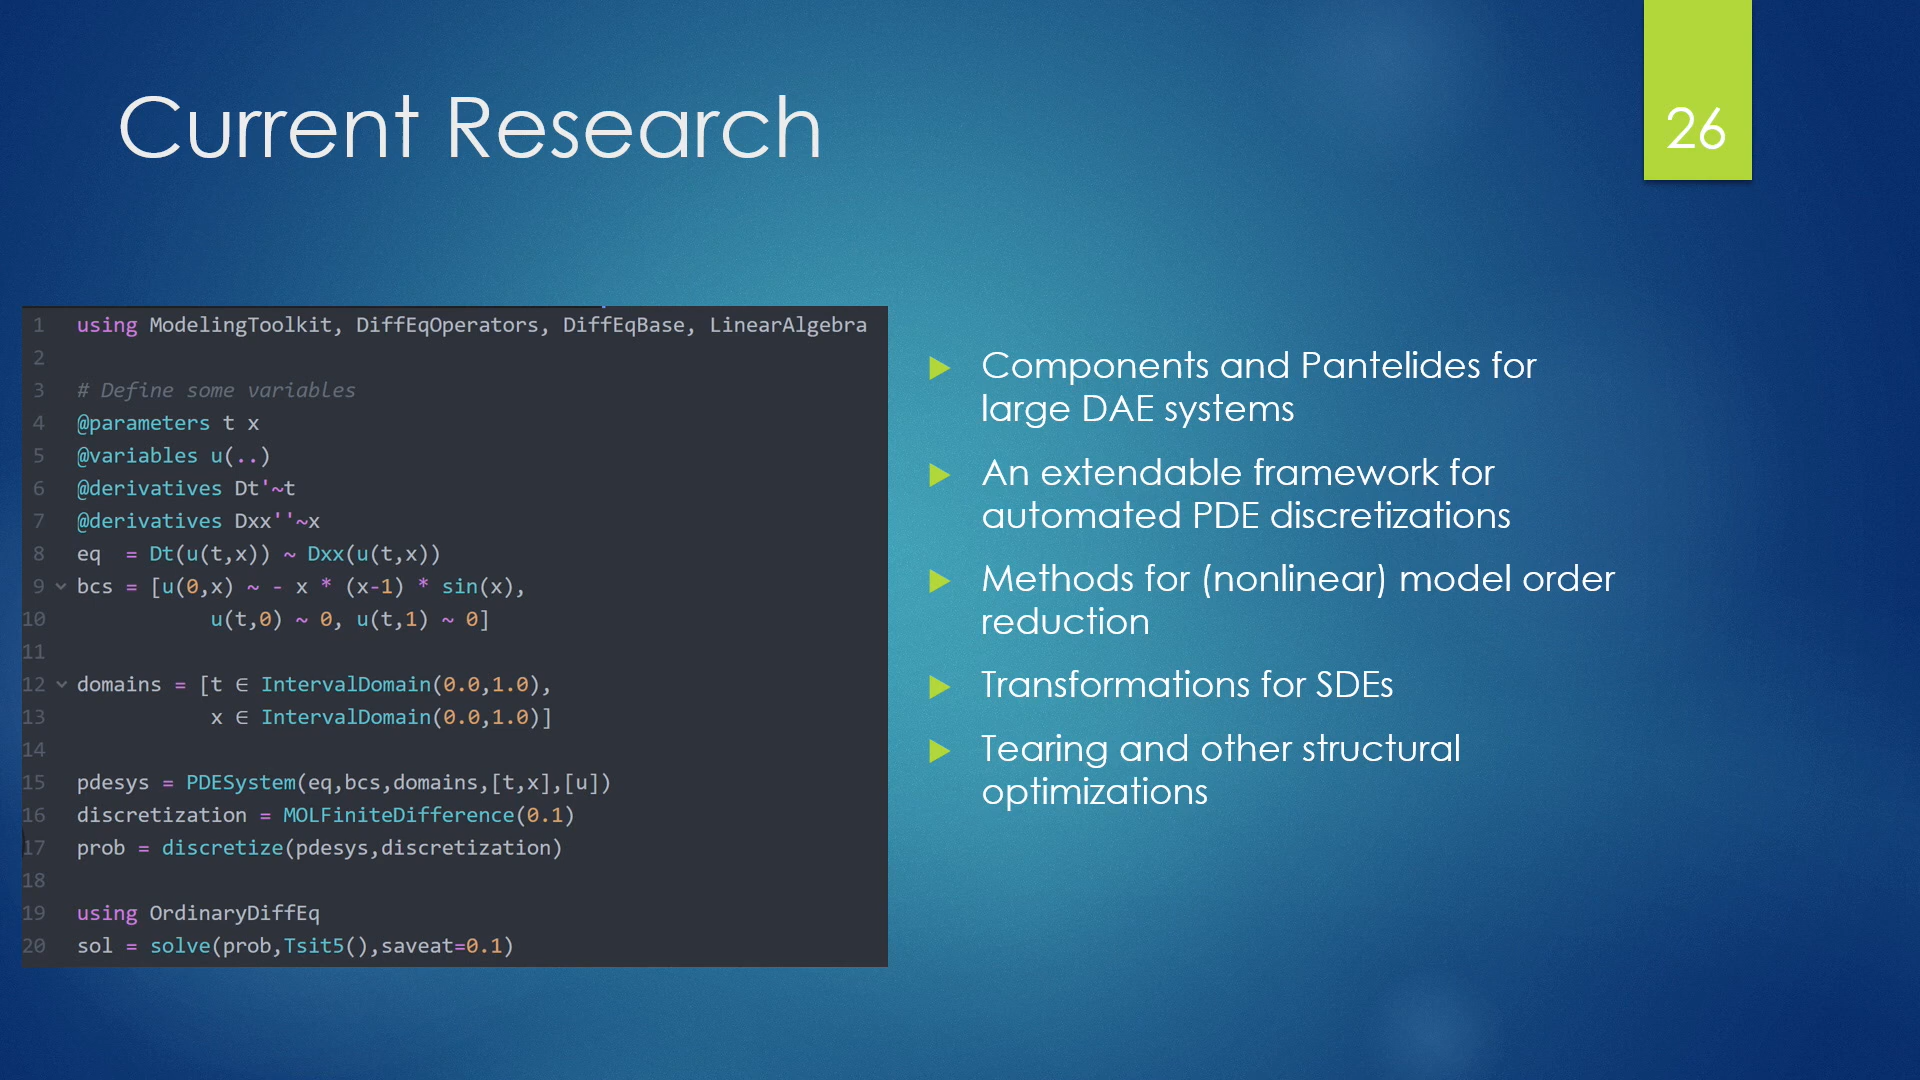 Current Research
26
1 using ModelingToolkit, DiffEqOperators, DiffEqBase, LinearAlgebra
2
3 # Define some variables
4 @parameters t x
5 @variables u(..)
6 @derivatives Dt'~t
7 @derivatives Dxx''~x
8 eq  = Dt(u(t,x)) ~ Dxx(u(t,x))
9 bcs = [u(0,x) ~ - x * (x-1) * sin(x),
10            u(t,0) ~ 0, u(t,1) ~ 0]
11
12 domains = [t ∈ IntervalDomain(0.0,1.0),
13            x ∈ IntervalDomain(0.0,1.0)]
14
15 pdesys = PDESystem(eq,bcs,domains,[t,x],[u])
16 discretization = MOLFiniteDifference(0.1)
17 prob = discretize(pdesys,discretization)
18
19 using OrdinaryDiffEq
20 sol = solve(prob,Tsit5(),saveat=0.1)
Components and Pantelides for
large DAE systems
An extendable framework for
automated PDE discretizations
Methods for (nonlinear) model order
reduction
Transformations for SDEs
Tearing and other structural
optimizations